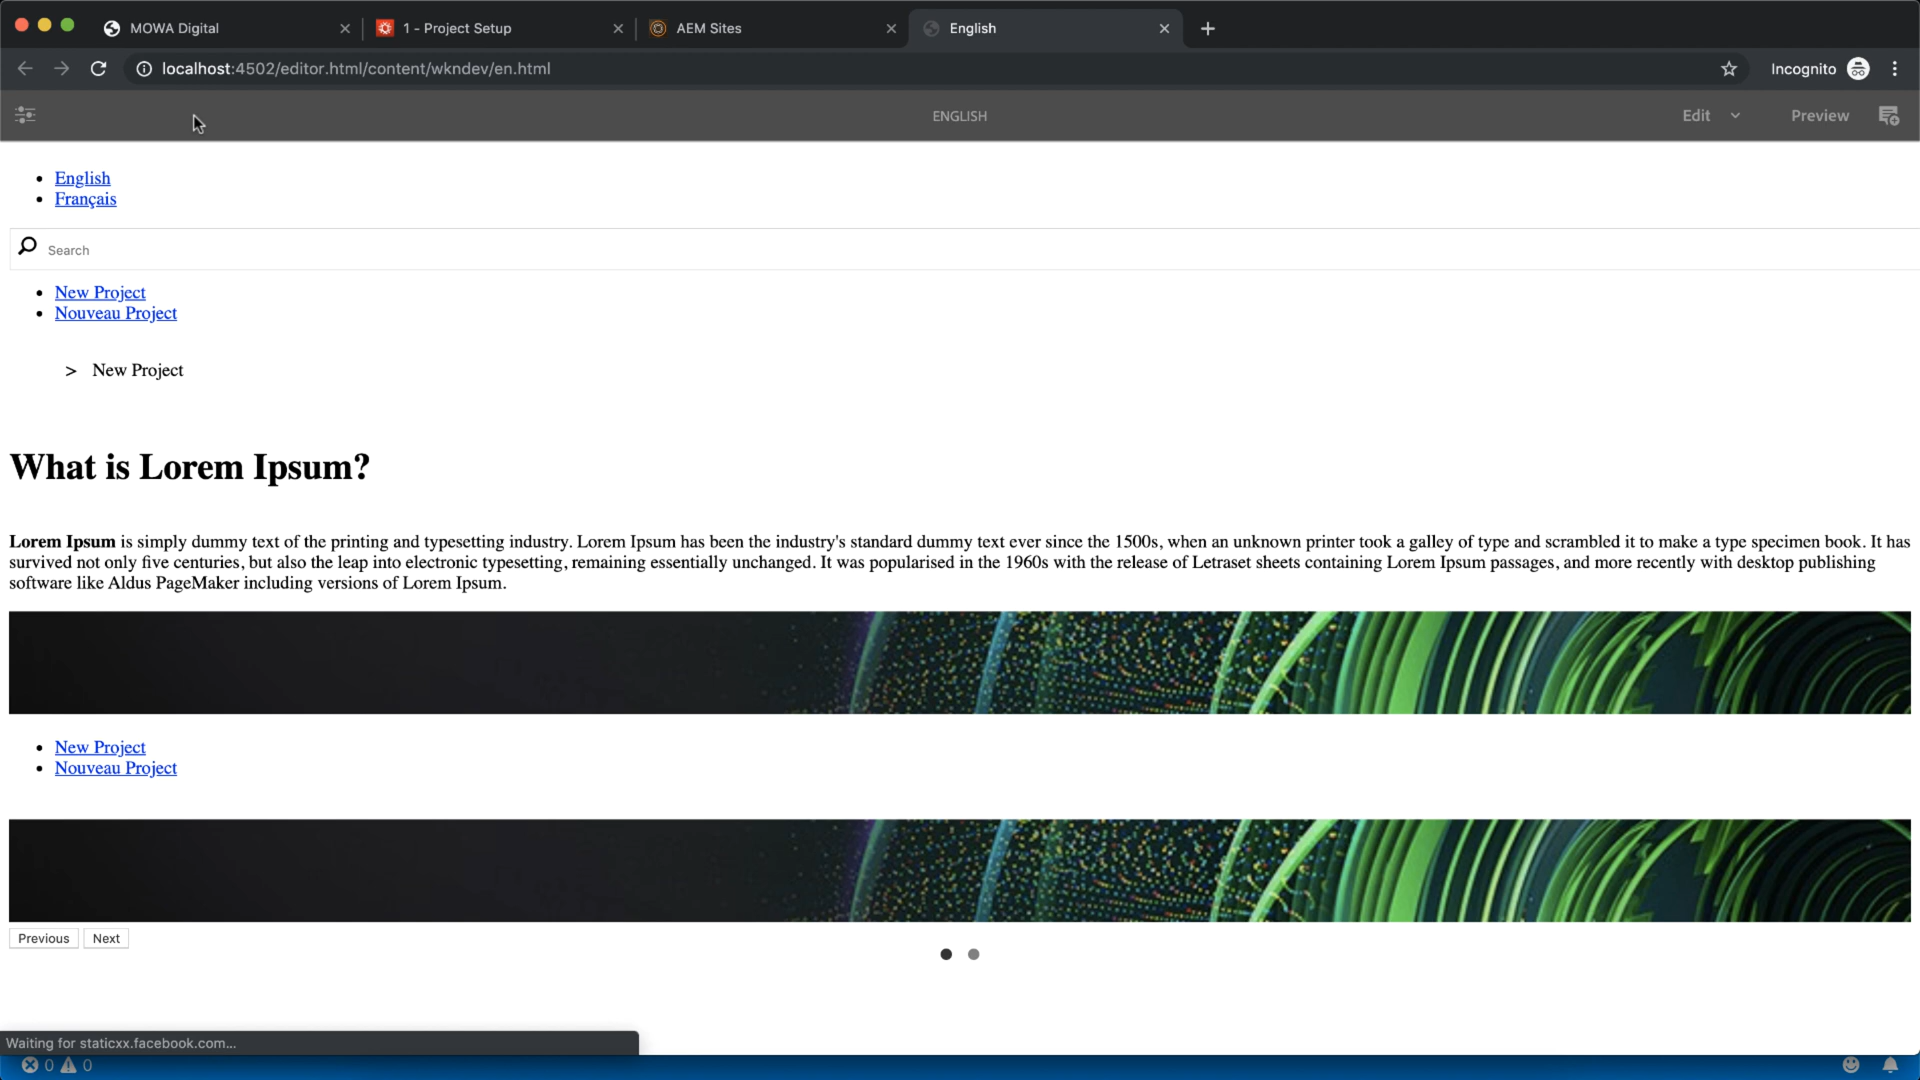 MOWA Digital
1 - Project Setup
AEM Sites
English
localhost:4502/editor.html/content/wkndev/en.html
Incognito
ENGLISH
Edit
Preview
English
Français
Search
New Project
Nouveau Project
> New Project
What is Lorem Ipsum?
Lorem Ipsum is simply dummy text of the printing and typesetting industry. Lorem Ipsum has been the industry's standard dummy text ever since the 1500s, when an unknown printer took a galley of type and scrambled it to make a type specimen book. It has
survived not only five centuries, but also the leap into electronic typesetting, remaining essentially unchanged. It was popularised in the 1960s with the release of Letraset sheets containing Lorem Ipsum passages, and more recently with desktop publishing
software like Aldus PageMaker including versions of Lorem Ipsum.
New Project
Nouveau Project
Previous Next
Waiting for staticxx.facebook.com...
0 0